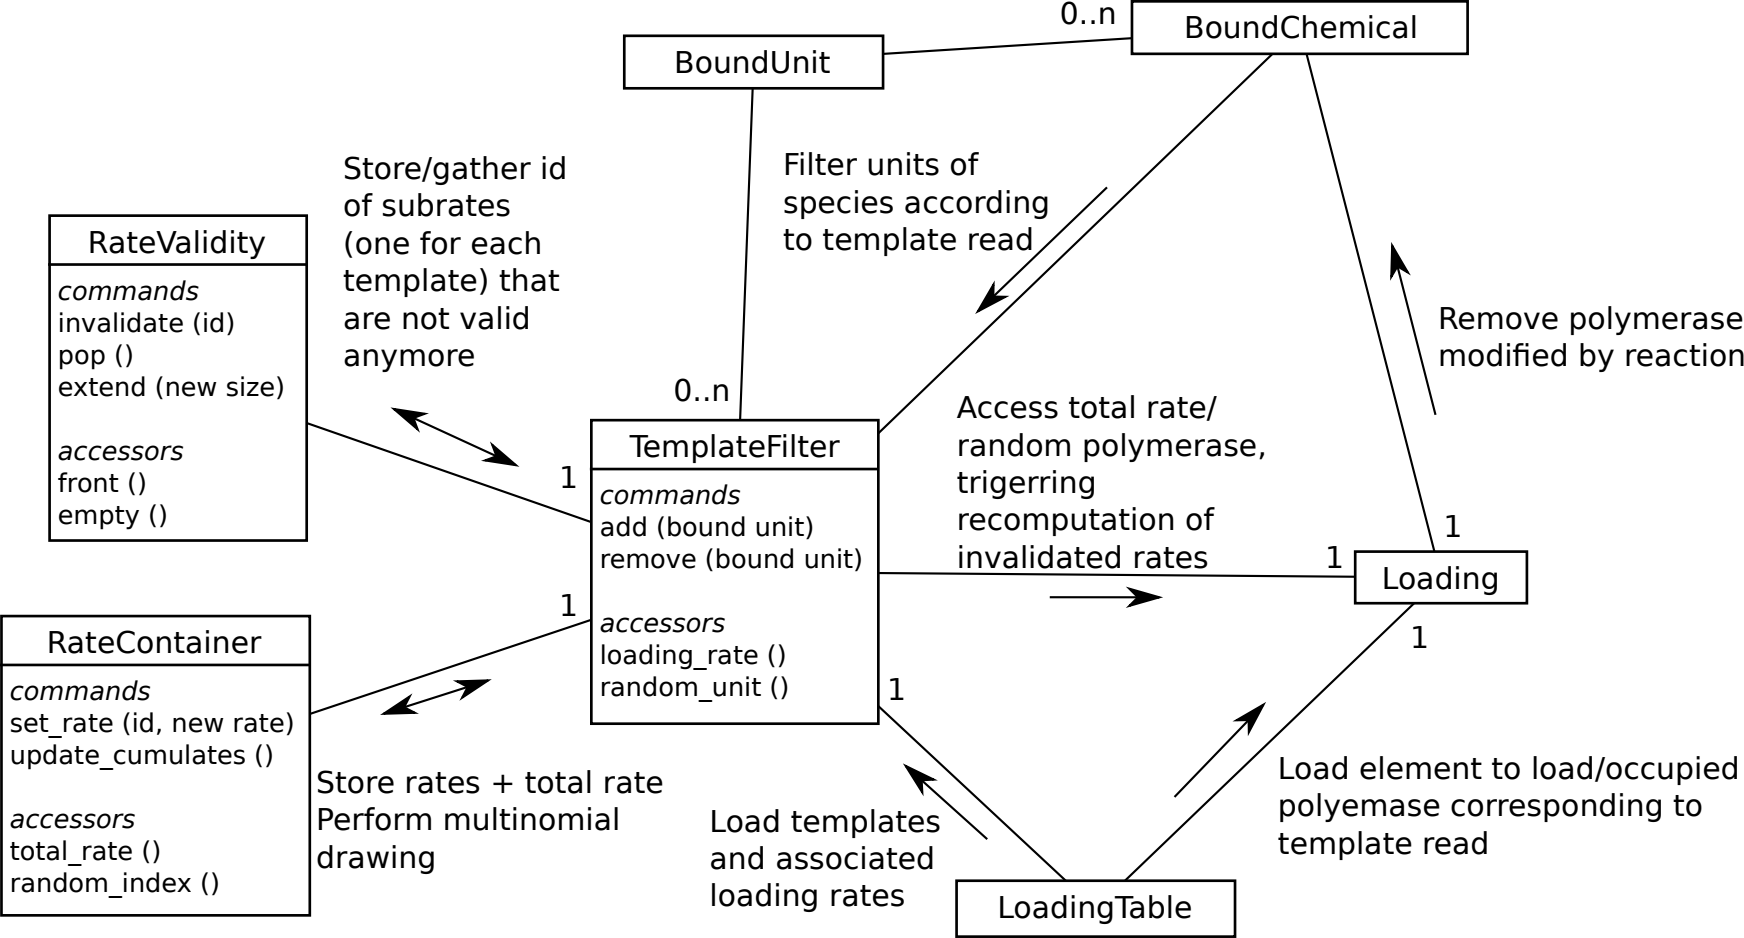 0..n
BoundChemical
BoundUnit
Store/gather id
of subrates
(one for each
template) that
are not valid
anymore
Filter units of
species according
to template read
RateValidity
commands
invalidate (id)
pop ()
extend (new size)
accessors
front ()
empty ()
Remove polymerase
modified by reaction
0..n
1
TemplateFilter
commands
add (bound unit)
remove (bound unit)
accessors
loading_rate ()
random_unit ()
Access total rate/
random polymerase,
trigerring
recomputation of
invalidated rates
1
1
Loading
1
1
RateContainer
commands
set_rate (id, new rate)
update_cumulates ()
accessors
total_rate ()
random_index ()
1
Store rates + total rate
Perform multinomial
drawing
Load templates
and associated
loading rates
Load element to load/occupied
polyemase corresponding to
template read
LoadingTable